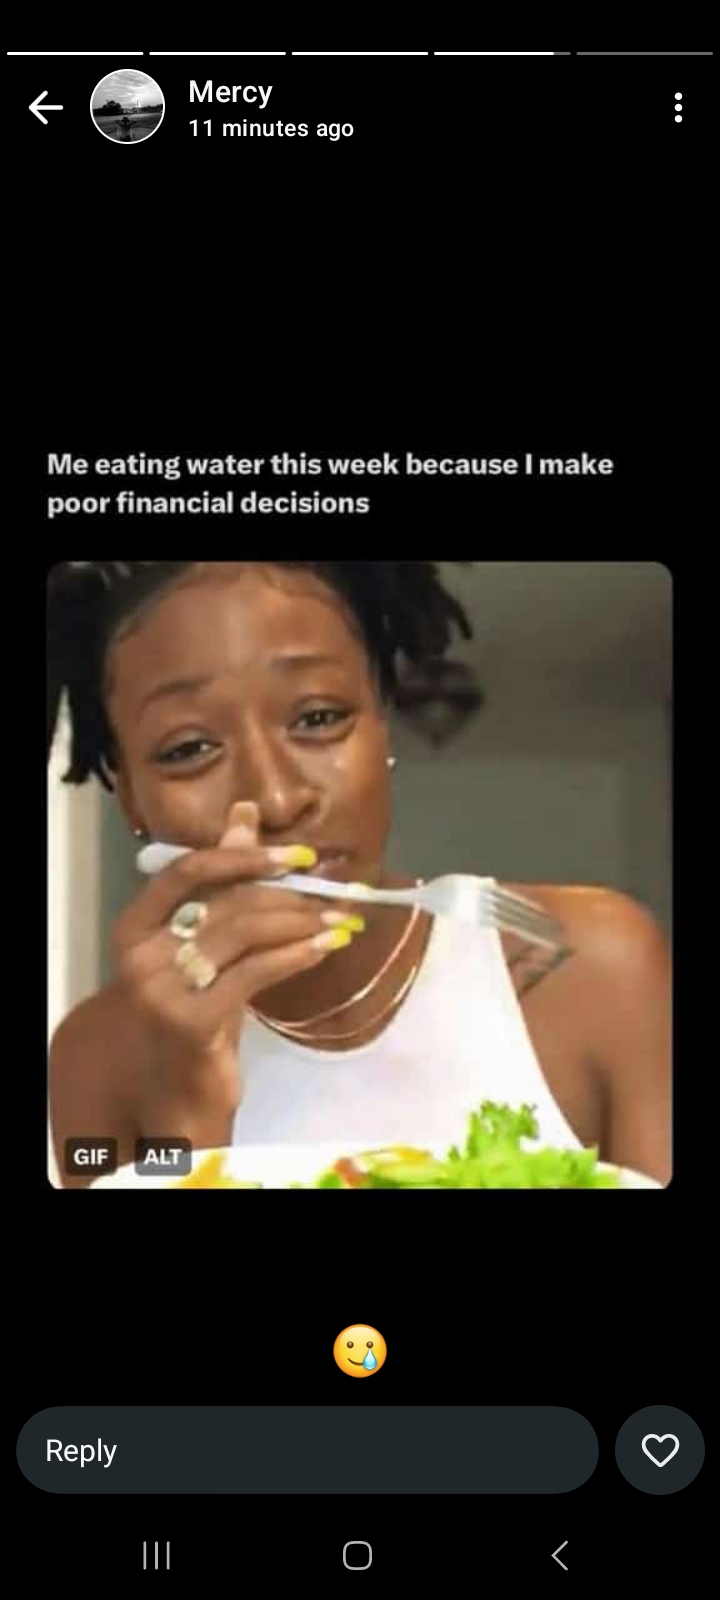 Mercy
11 minutes ago
Me eating water this week because I make
poor financial decisions
GIF ALT
Reply